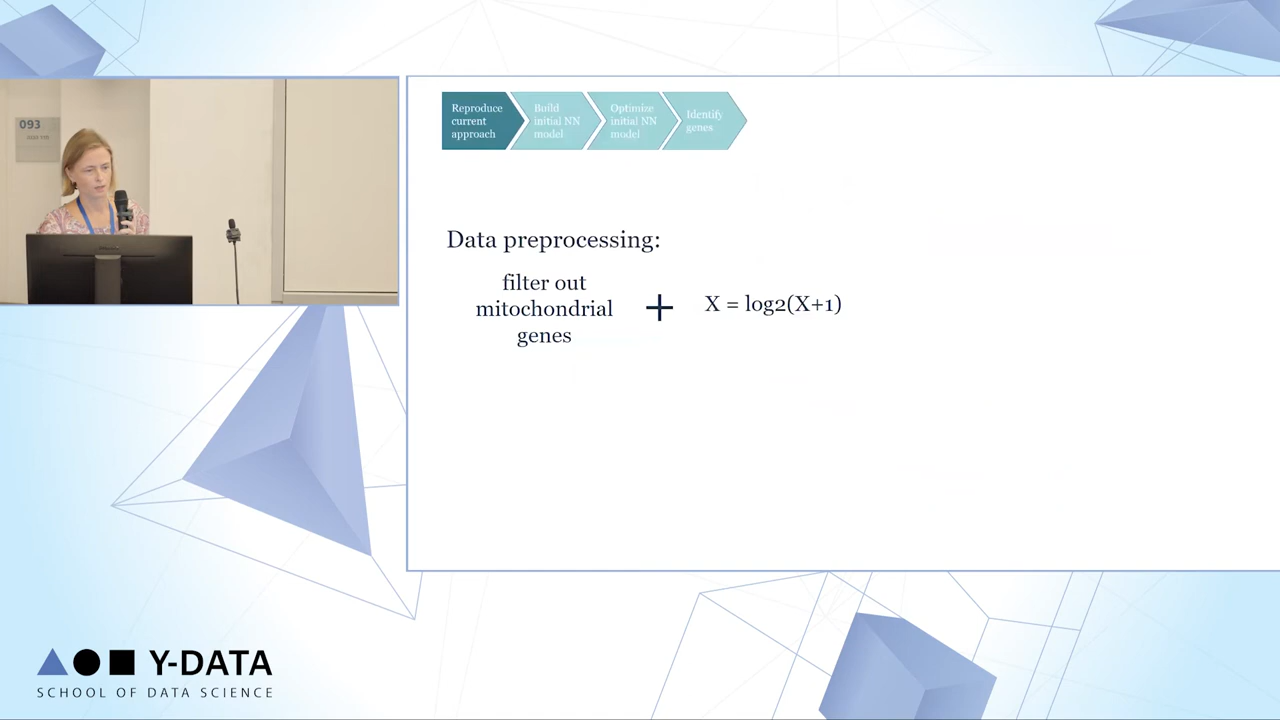 093
Reproduce
current
approach
Build
initial NN
model
Optimize
initial NN
model
Identify
genes
Data preprocessing:
filter out
mitochondrial
genes
+
X = log2(X+1)
Y-DATA
SCHOOL OF DATA SCIENCE